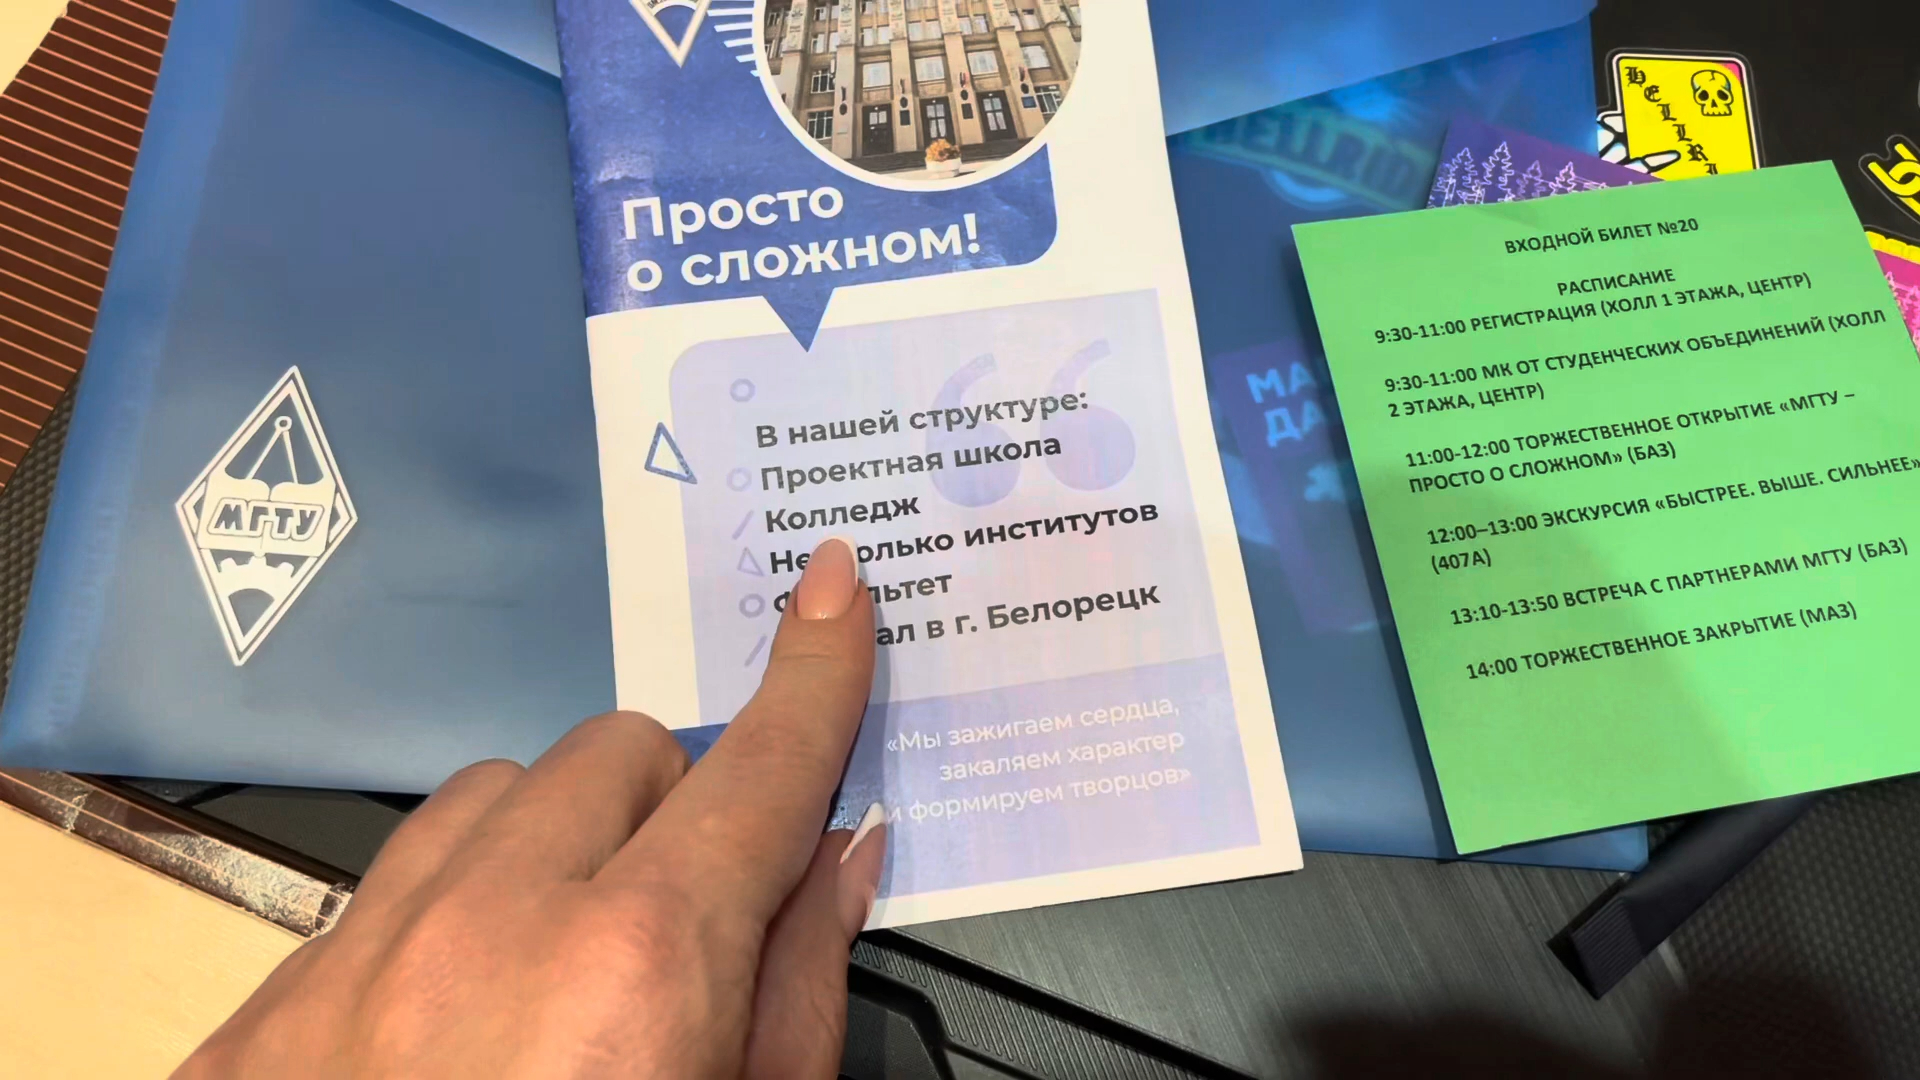 МГТУ
Просто
о сложном!
В нашей структуре:
Проектная школа
Колледж
институтов
в г. Белорецк
«Мы зажигаем сердца,
закаляем характер
и формируем творцов»
ВХОДНОЙ БИЛЕТ №20
РАСПИСАНИЕ
9:30-11:00 РЕГИСТРАЦИЯ (ХОЛЛ 1 ЭТАЖА, ЦЕНТР)
9:30-11:00 МК ОТ СТУДЕНЧЕСКИХ ОБЪЕДИНЕНИЙ (ХОЛЛ
2 ЭТАЖА, ЦЕНТР)
11:00-12:00 ТОРЖЕСТВЕННОЕ ОТКРЫТИЕ «МГТУ –
ПРОСТО О СЛОЖНОМ» (БАЗ)
12:00–13:00 ЭКСКУРСИЯ «БЫСТРЕЕ. ВЫШЕ. СИЛЬНЕЕ»
(407А)
13:10-13:50 ВСТРЕЧА С ПАРТНЕРАМИ МГТУ (БАЗ)
14:00 ТОРЖЕСТВЕННОЕ ЗАКРЫТИЕ (МАЗ)